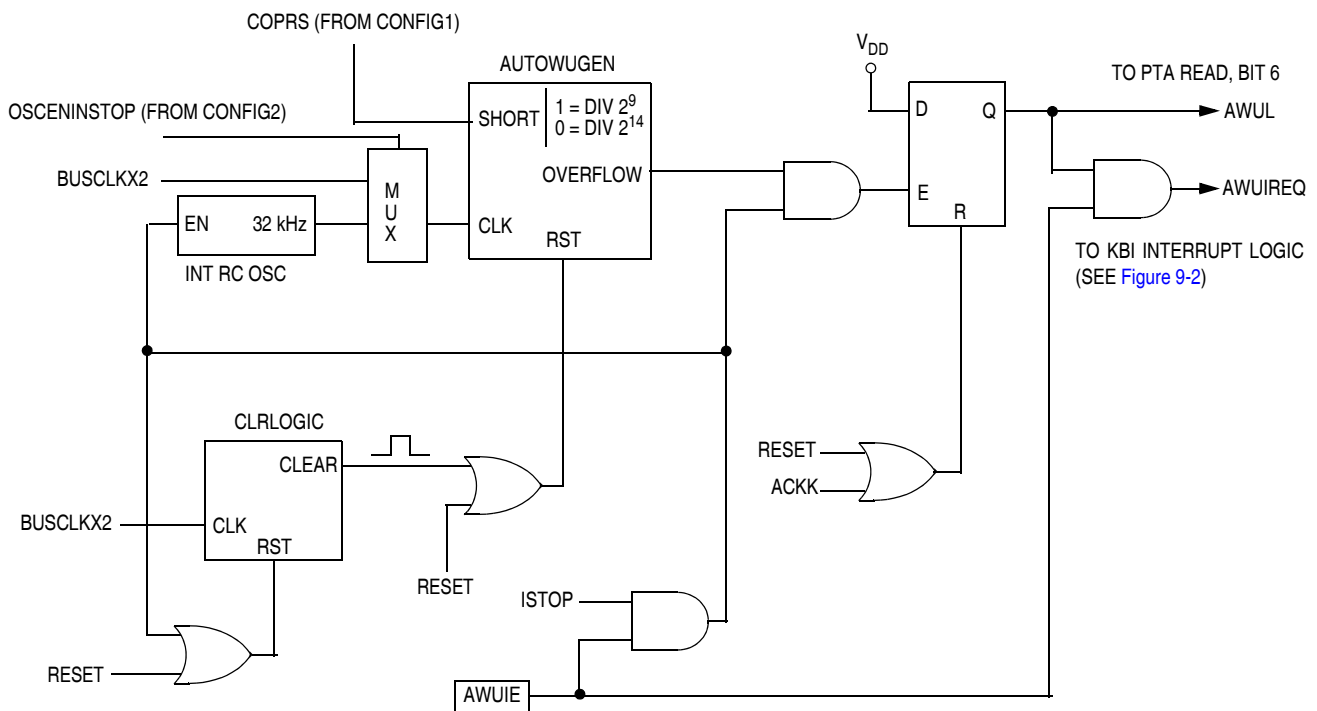 COPRS (FROM CONFIG1)
VDD
AUTOWUGEN
TO PTA READ, BIT 6
SHORT
1 = DIV 2^9
0 = DIV 2^14
OSCENINSTOP (FROM CONFIG2)
D
Q
AWUL
BUSCLKX2
MUX
OVERFLOW
E
AWUIREQ
EN
32 kHz
CLK
RST
R
INT RC OSC
TO KBI INTERRUPT LOGIC
(SEE Figure 9-2)
CLRLOGIC
CLEAR
RESET
ACKK
BUSCLKX2
CLK
RST
RESET
ISTOP
RESET
AWUIE